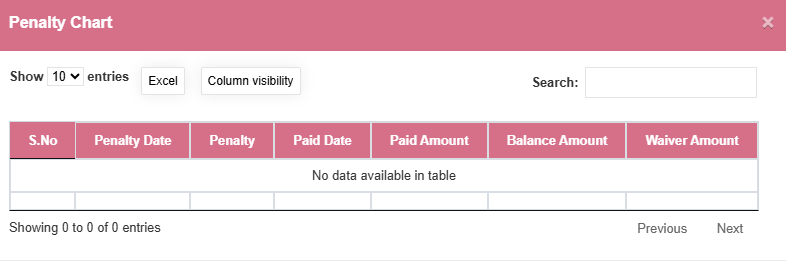 Penalty Chart ×
Show 10 entries Excel Column visibility Search:
S.No Penalty Date Penalty Paid Date Paid Amount Balance Amount Waiver Amount
No data available in table
Showing 0 to 0 of 0 entries Previous Next